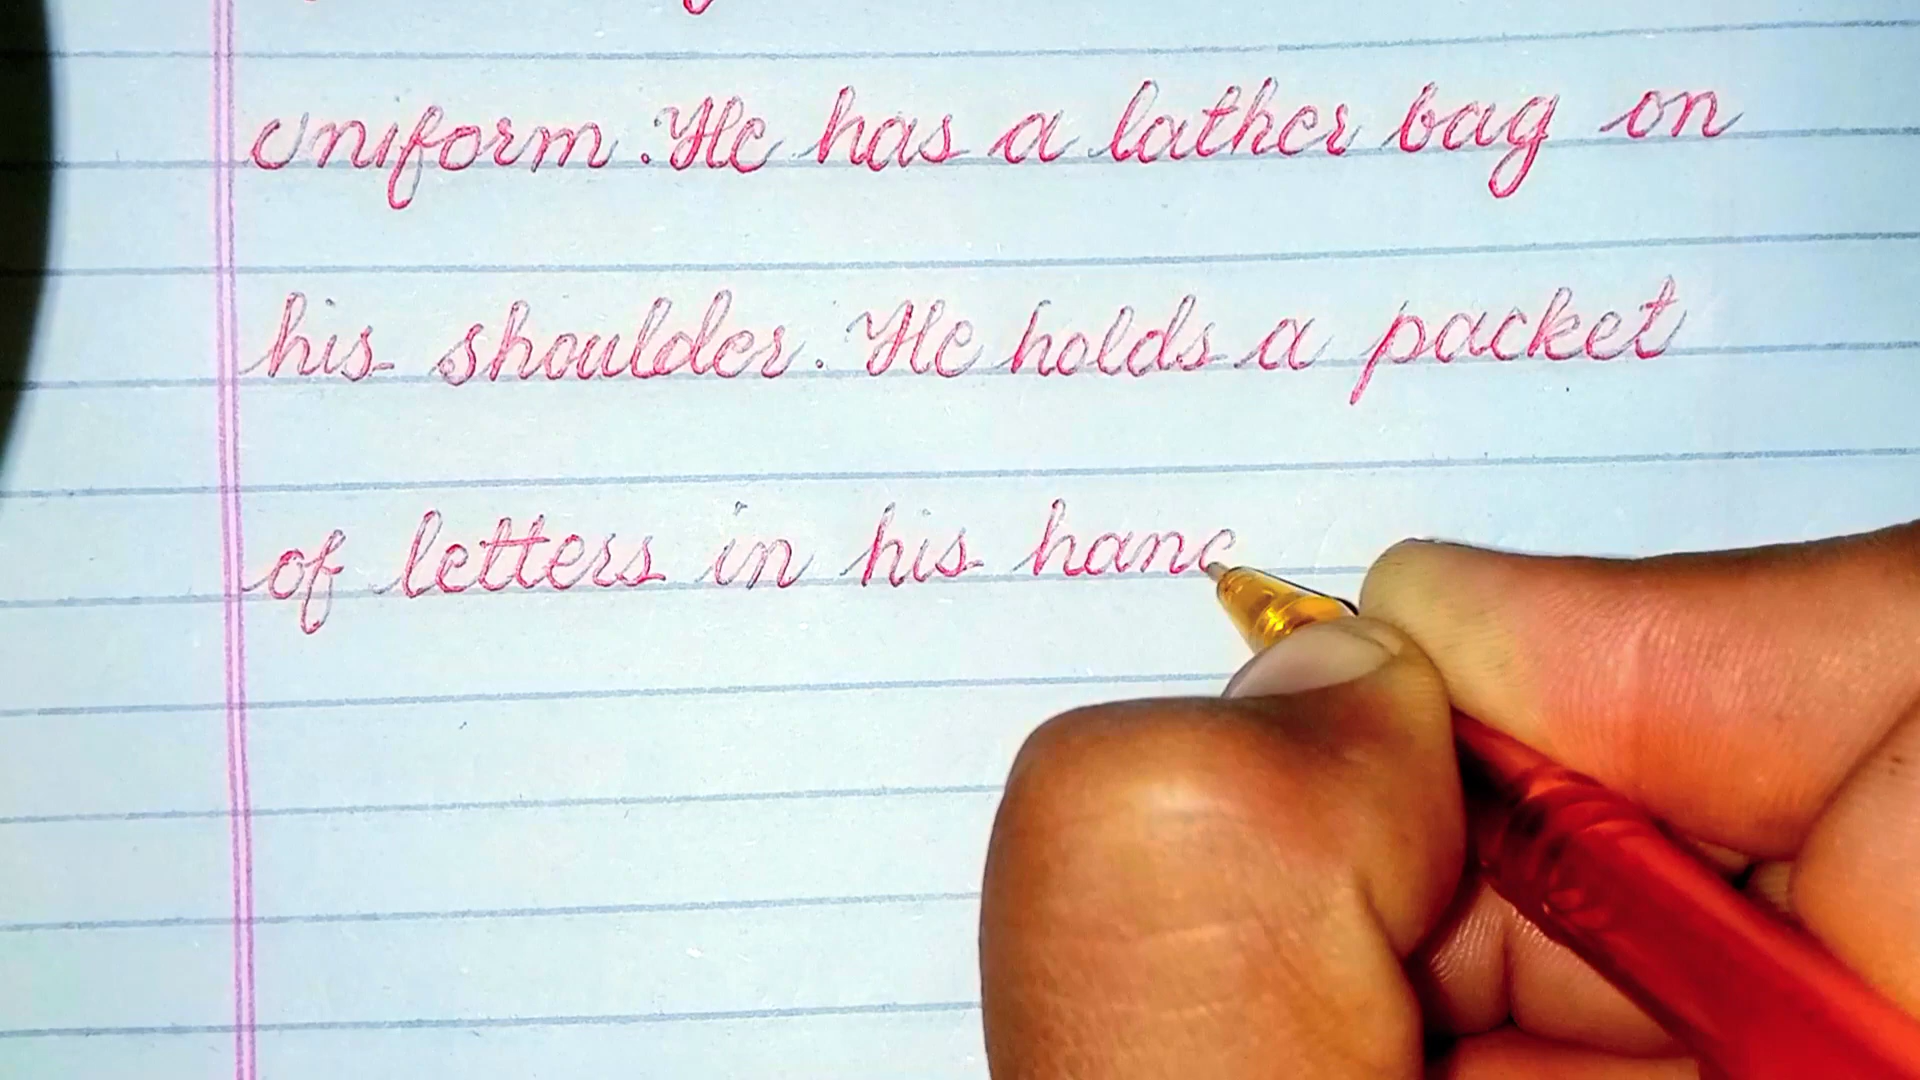 uniform. He has a lather bag on
his shoulder. He holds a packet
of letters in his hanc